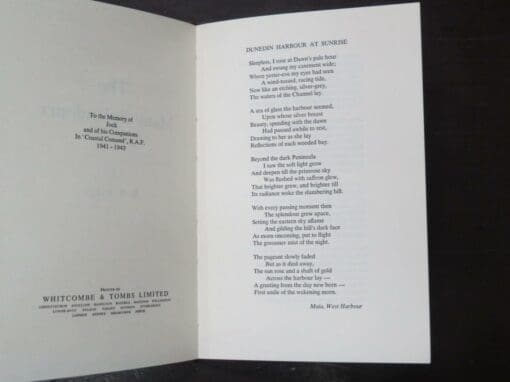 To the Memory of
Jock
and of his Companions
In 'Coastal Comand', R.A.F.
1941 - 1943
PRINTED BY
WHITCOMBE & TOMBS LIMITED
DUNEDIN HARBOUR AT SUNRISE
Sleepless, I rose at Dawn's pale hour
And swung my casement wide;
Where yester-eve my eyes had seen
A wind-tossed, racing tide,
Now like an etching, silver-grey,
The waters of the Channel lay.
A sea of glass the harbour seemed,
Upon whose silver breast
Beauty, speeding with the dawn
Had paused awhile to rest,
Drawing to her as she lay
Reflections of each wooded bay.
Beyond the dark Peninsula
I saw the soft light grow
And deepen till the primrose sky
Was flushed with saffron glow,
That brighter grew, and brighter till
Its radiance woke the slumbering hill.
With every passing moment then
The splendour grew apace,
Setting the eastern sky aflame
And gilding the hill's dark face
As morn oncoming, put to flight
The gossamer mist of the night.
The pageant slowly faded
But as it died away,
The sun rose and a shaft of gold
Across the harbour lay —
A greeting from the day new born —
First smile of the wakening morn.
Maia, West Harbour